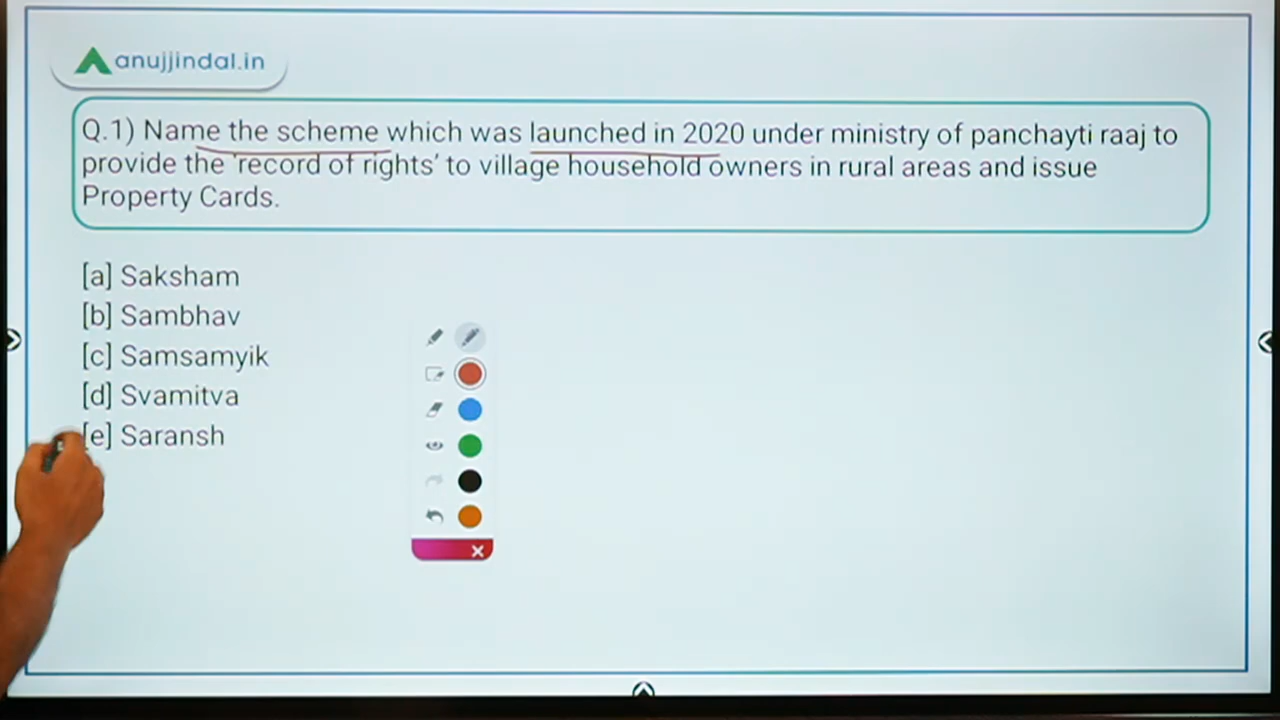 anujjindal.in
Q.1) Name the scheme which was launched in 2020 under ministry of panchayti raaj to
provide the 'record of rights' to village household owners in rural areas and issue
Property Cards.
[a] Saksham
[b] Sambhav
[c] Samsamyik
[d] Svamitva
[e] Saransh